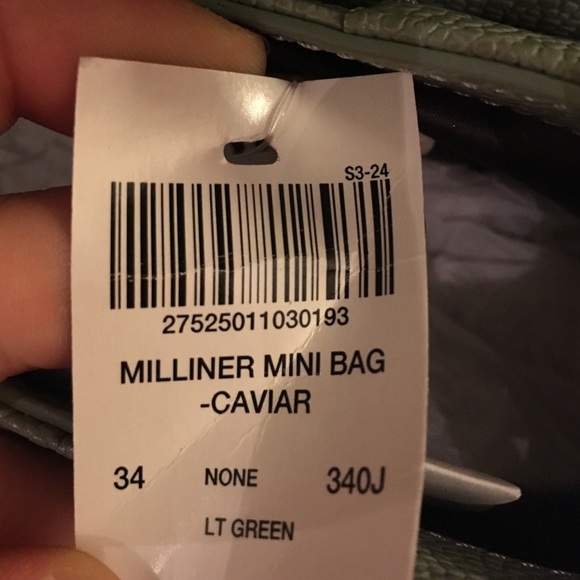 S3-24
27525011030193
MILLINER MINI BAG
-CAVIAR
34 NONE 340J
LT GREEN